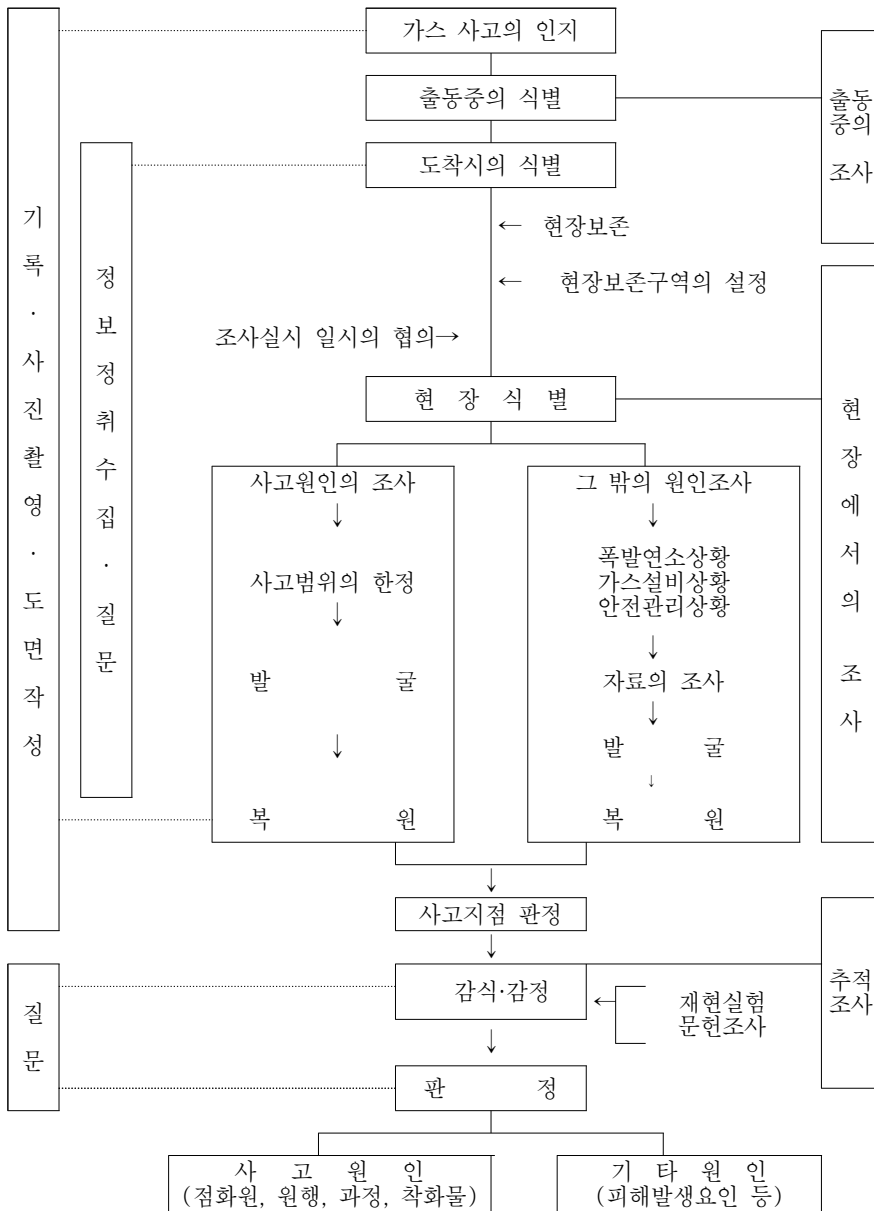 가스 사고의 인지
출동중의 식별
출동
중의
조사
도착시의 식별
기록·사진촬영·도면작성
정보정취수집·질문
← 현장보존
← 현장보존구역의 설정
조사실시 일시의 협의→
현 장 식 별
현장에서의 조사
사고원인의 조사
↓
사고범위의 한정
↓
발 굴
↓
복 원
그 밖의 원인조사
↓
폭발연소상황
가스설비상황
안전관리상황
↓
자료의 조사
↓
발 굴
↓
복 원
↓
사고지점 판정
↓
감식·감정
←
재현실험
문헌조사
추적
조사
질문
↓
판 정
사 고 원 인
(점화원, 원행, 과정, 착화물)
기 타 원 인
(피해발생요인 등)